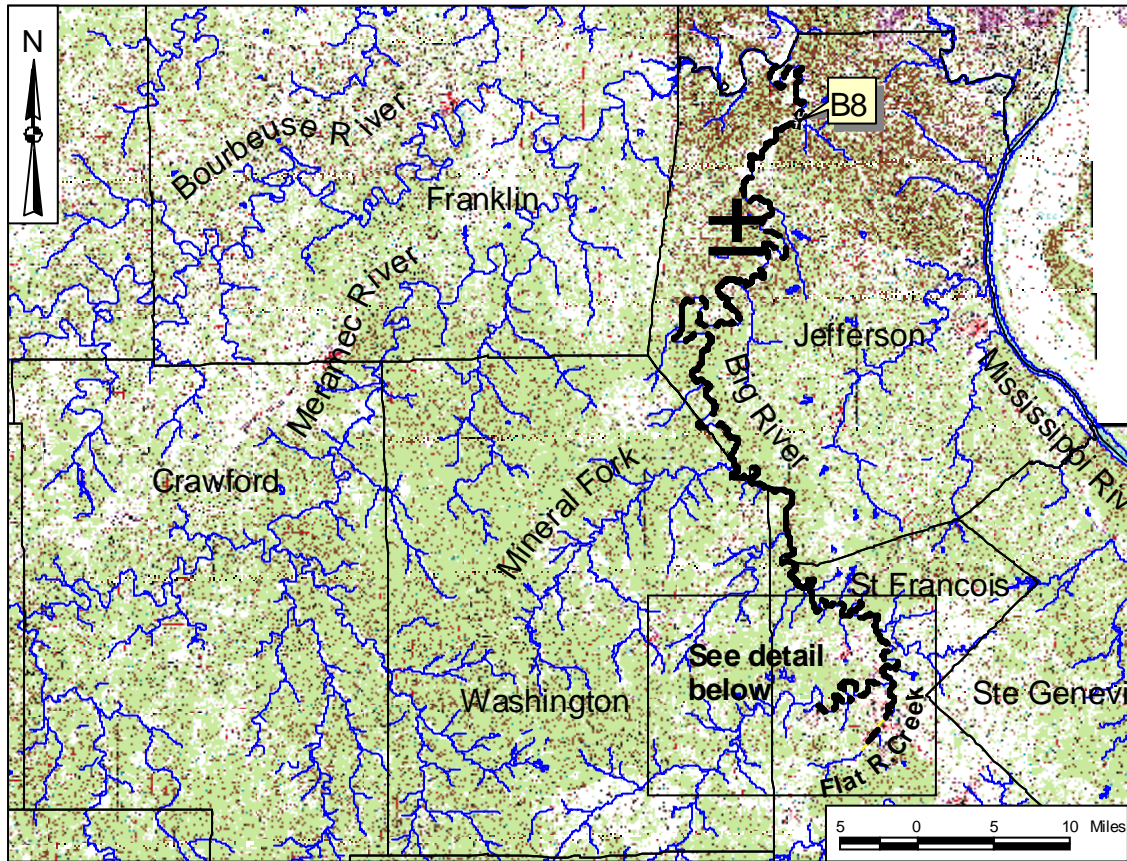 N
B8
Bourbeuse River
Franklin
Meramec River
Jefferson
Big River
Mississippi Riv
Crawford
Mineral Fork
St Francois
See detail
below
Washington
Ste Genevi
Flat R. Creek
5 0 5 10 Miles